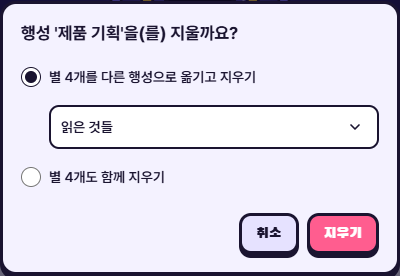 행성 '제품 기획'을(를) 지울까요?
별 4개를 다른 행성으로 옮기고 지우기
읽은 것들
별 4개도 함께 지우기
취소
지우기